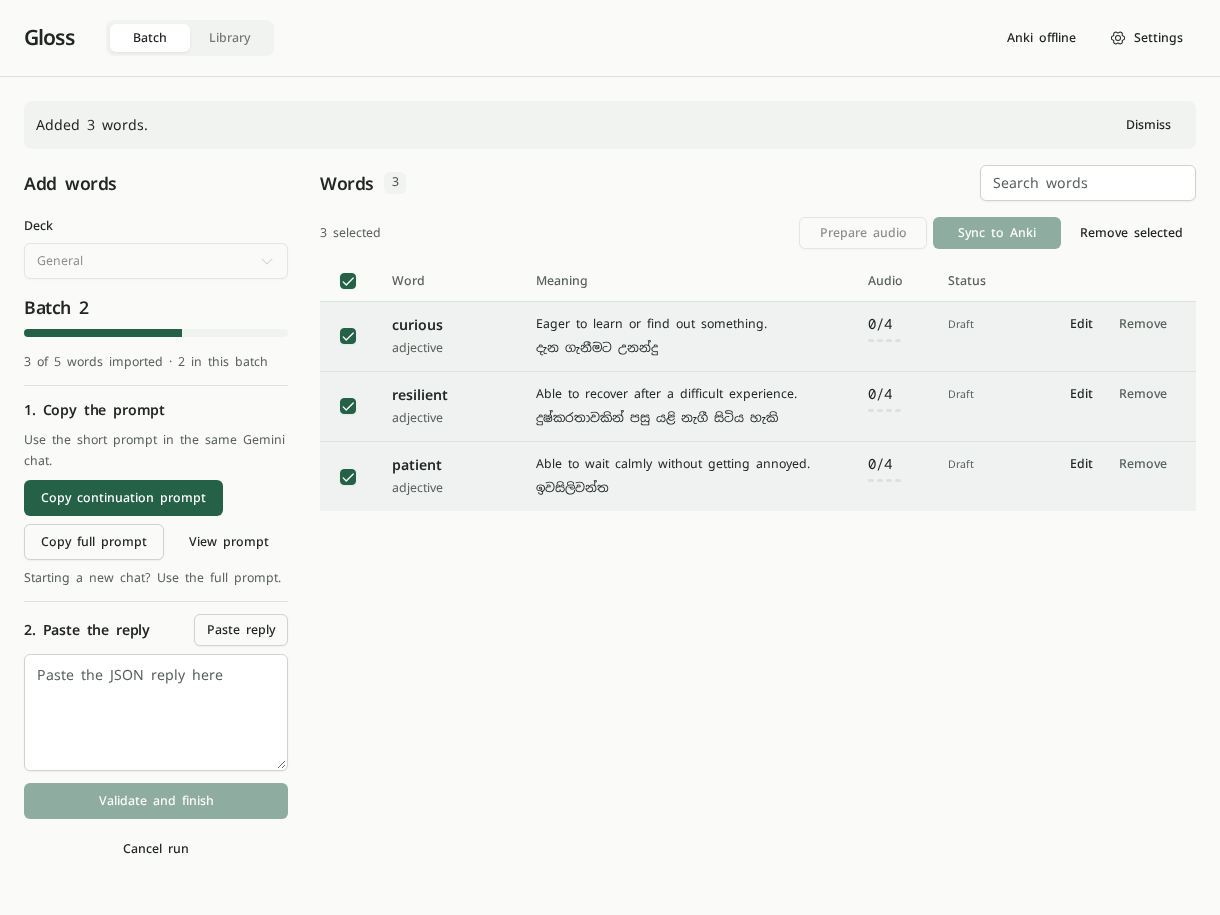 Gloss
Batch
Library
Anki offline
Settings
Added 3 words.
Dismiss
Add words
Deck
General
Batch 2
3 of 5 words imported · 2 in this batch
1. Copy the prompt
Use the short prompt in the same Gemini
chat.
Copy continuation prompt
Copy full prompt
View prompt
Starting a new chat? Use the full prompt.
2. Paste the reply
Paste reply
Paste the JSON reply here
Validate and finish
Cancel run
Words 3
Search words
3 selected
Prepare audio
Sync to Anki
Remove selected
Word Meaning Audio Status
curious
adjective
Eager to learn or find out something.
දැන ගැනීමට උනන්දු
0/4
Draft
Edit
Remove
resilient
adjective
Able to recover after a difficult experience.
දුෂ්කරතාවකින් පසු යළි නැගී සිටිය හැකි
0/4
Draft
Edit
Remove
patient
adjective
Able to wait calmly without getting annoyed.
ඉවසිලිවන්ත
0/4
Draft
Edit
Remove